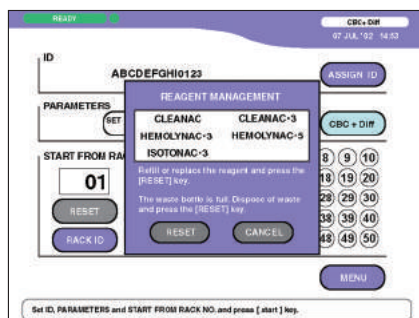 READY
CBC+Diff
07 JUL '02 14:53
ID
ABCDEFGHI0123
ASSIGN ID
PARAMETERS
SET
CBC + Diff
START FROM RA
01
RESET
RACK ID
REAGENT MANAGEMENT
CLEANAC CLEANAC·3
HEMOLYNAC·3 HEMOLYNAC·5
ISOTONAC·3
Refill or replace the reagent and press the
[RESET] key.
The waste bottle is full. Dispose of waste
and press the [RESET] key.
RESET CANCEL
8 9 10
18 19 20
28 29 30
38 39 40
48 49 50
MENU
Set ID, PARAMETERS and START FROM RACK NO. and press [ start ] key.